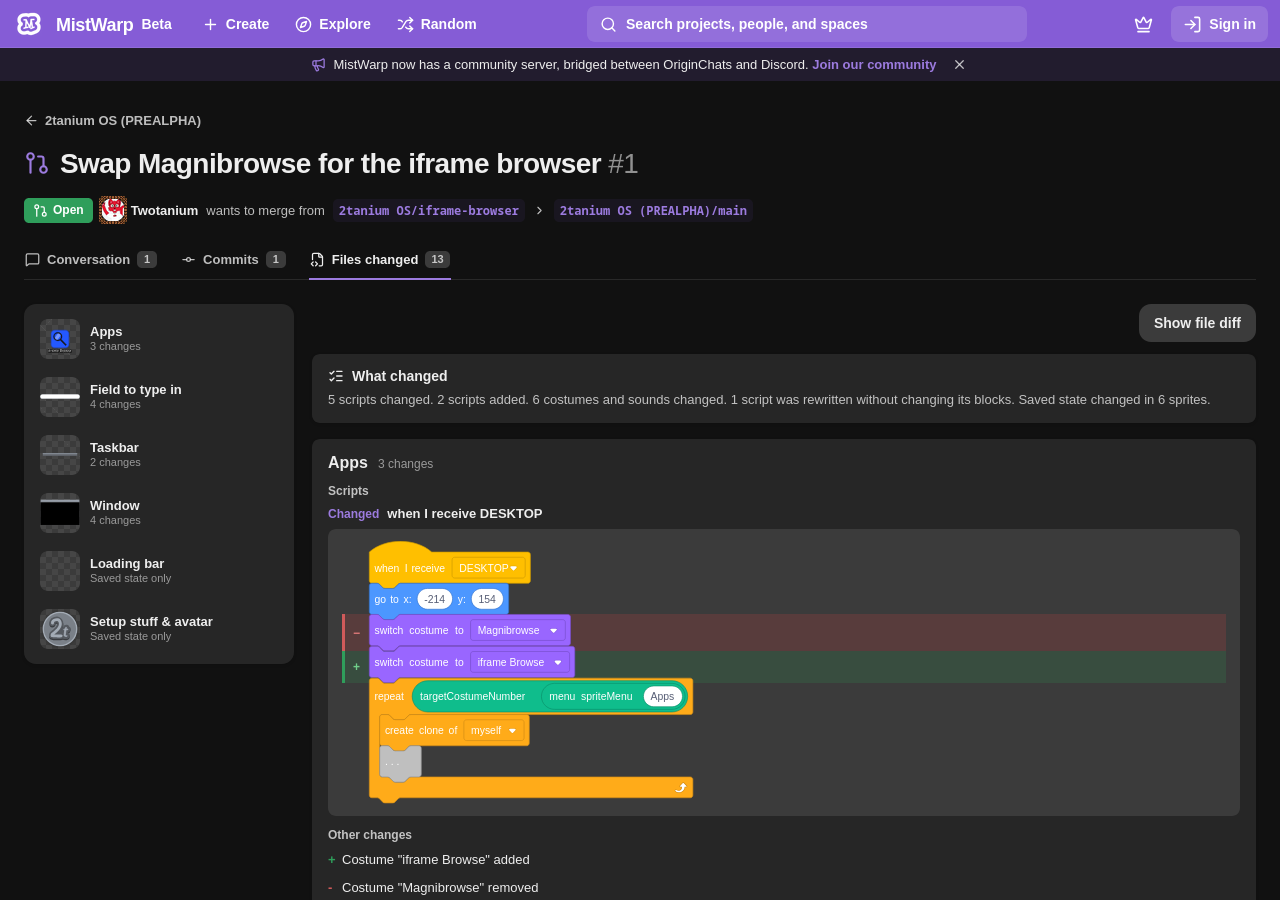 MistWarp Beta Create Explore Random Search projects, people, and spaces Sign in
MistWarp now has a community server, bridged between OriginChats and Discord. Join our community
2tanium OS (PREALPHA)
Swap Magnibrowse for the iframe browser #1
Open Twotanium wants to merge from 2tanium OS/iframe-browser 2tanium OS (PREALPHA)/main
Conversation 1 Commits 1 Files changed 13
Apps
3 changes
Field to type in
4 changes
Taskbar
2 changes
Window
4 changes
Loading bar
Saved state only
Setup stuff & avatar
Saved state only
Show file diff
What changed
5 scripts changed. 2 scripts added. 6 costumes and sounds changed. 1 script was rewritten without changing its blocks. Saved state changed in 6 sprites.
Apps 3 changes
Scripts
Changed when I receive DESKTOP
when I receive DESKTOP
go to x: -214 y: 154
− switch costume to Magnibrowse
+ switch costume to iframe Browse
repeat targetCostumeNumber menu spriteMenu Apps
create clone of myself
...
Other changes
+ Costume "iframe Browse" added
- Costume "Magnibrowse" removed